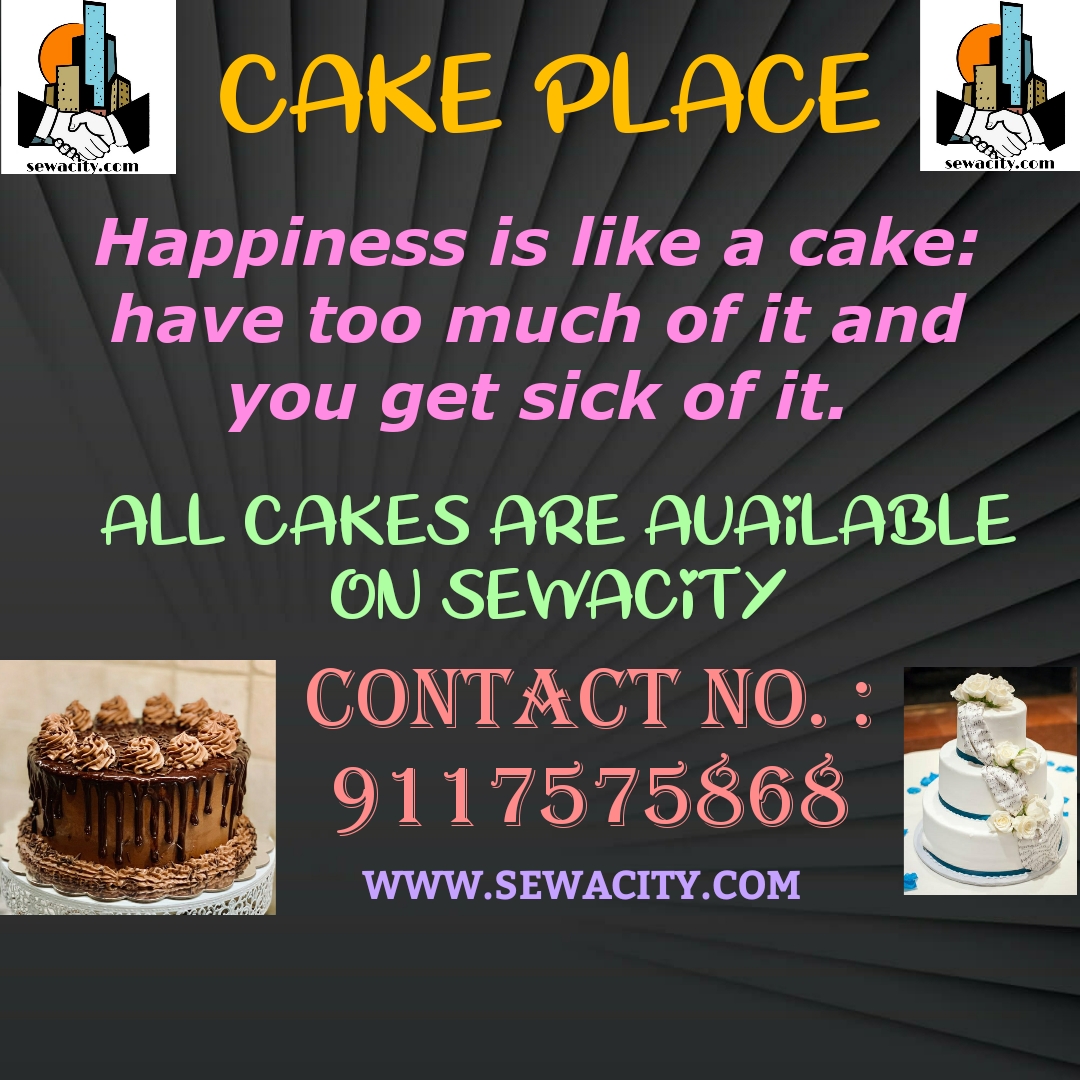 sewacity.com
CAKE PLACE
sewacity.com
Happiness is like a cake:
have too much of it and
you get sick of it.
ALL CAKES ARE AVAiLABLE
ON SEWACiTY
CONTACT NO. :
9117575868
WWW.SEWACITY.COM